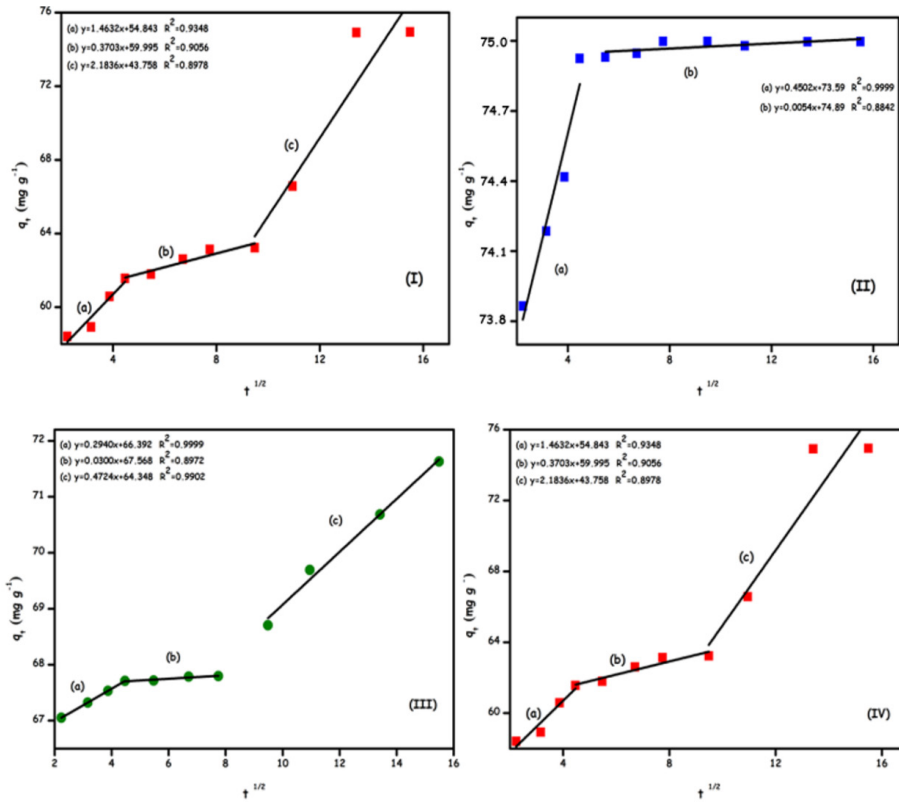 76
72
68
64
60
4
8
12
16
(a) y=1.4632x+54.843 R²=0.9348
(b) y=0.3703x+59.995 R²=0.9056
(c) y=2.1836x+43.758 R²=0.8978
(a)
(b)
(c)
(I)
qₜ (mg g⁻¹)
t 1/2
75.0
74.7
74.4
74.1
73.8
4
8
12
16
(b)
(a) y=0.4502x+73.59 R²=0.9999
(b) y=0.0054x+74.89 R²=0.8842
(a)
(II)
qₜ (mg g⁻¹)
t 1/2
72
71
70
69
68
67
2
4
6
8
10
12
14
16
(a) y=0.2940x+66.392 R²=0.9999
(b) y=0.0300x+67.568 R²=0.8972
(c) y=0.4724x+64.348 R²=0.9902
(c)
(b)
(a)
(III)
qₜ (mg g⁻¹)
t 1/2
76
72
68
64
60
4
8
12
16
(a) y=1.4632x+54.843 R²=0.9348
(b) y=0.3703x+59.995 R²=0.9056
(c) y=2.1836x+43.758 R²=0.8978
(c)
(b)
(a)
(IV)
qₜ (mg g⁻)
t 1/2